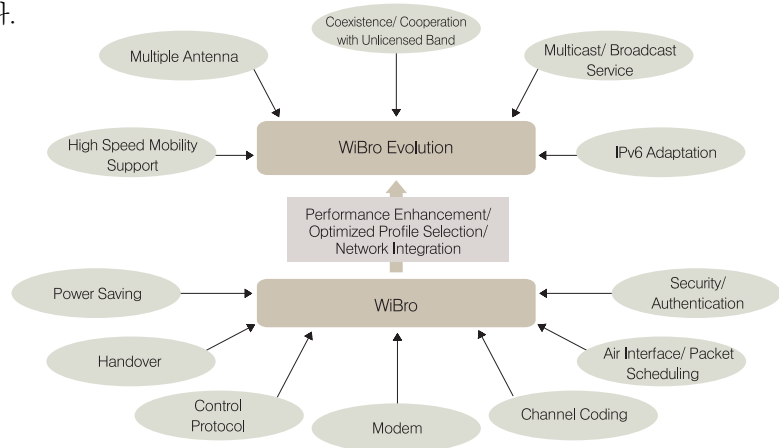 다.
Coexistence/ Cooperation
with Unlicensed Band
Multiple Antenna
Multicast/ Broadcast
Service
High Speed Mobility
Support
WiBro Evolution
IPv6 Adaptation
Performance Enhancement/
Optimized Profile Selection/
Network Integration
Power Saving
WiBro
Security/
Authentication
Handover
Air Interface/ Packet
Scheduling
Control
Protocol
Modem
Channel Coding